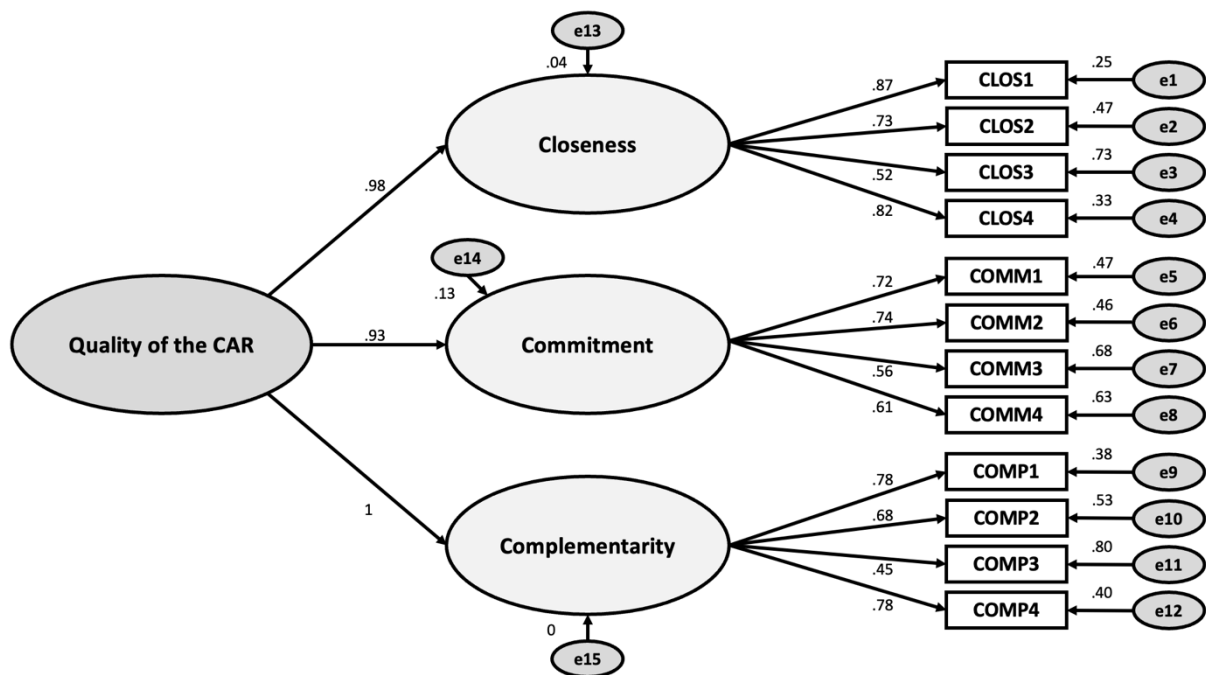 e13
.04
.25
CLOS1
e1
.87
.47
CLOS2
e2
.73
Closeness
.73
CLOS3
e3
.52
.98
.33
CLOS4
e4
.82
e14
.47
COMM1
e5
.13
.72
.46
COMM2
e6
.74
Quality of the CAR
.93
Commitment
.68
COMM3
e7
.56
.63
COMM4
e8
.61
.38
COMP1
e9
.78
.53
1
.68
COMP2
e10
Complementarity
.80
COMP3
e11
.45
.40
.78
COMP4
e12
0
e15